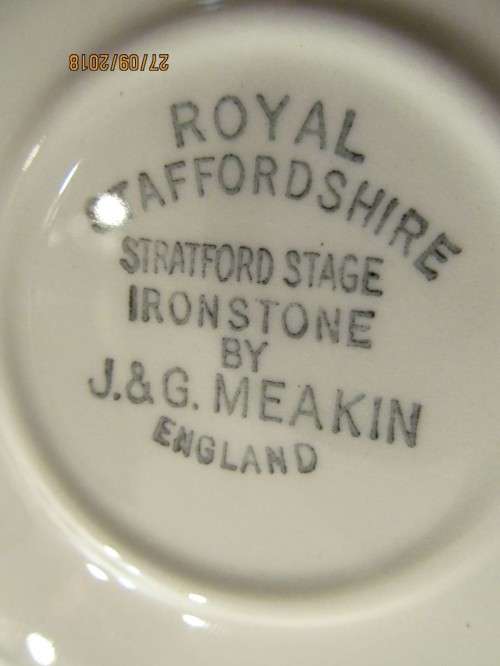 27/09/2018
ROYAL
STAFFORDSHIRE
STRATFORD STAGE
IRONSTONE
BY
J.&G. MEAKIN
ENGLAND